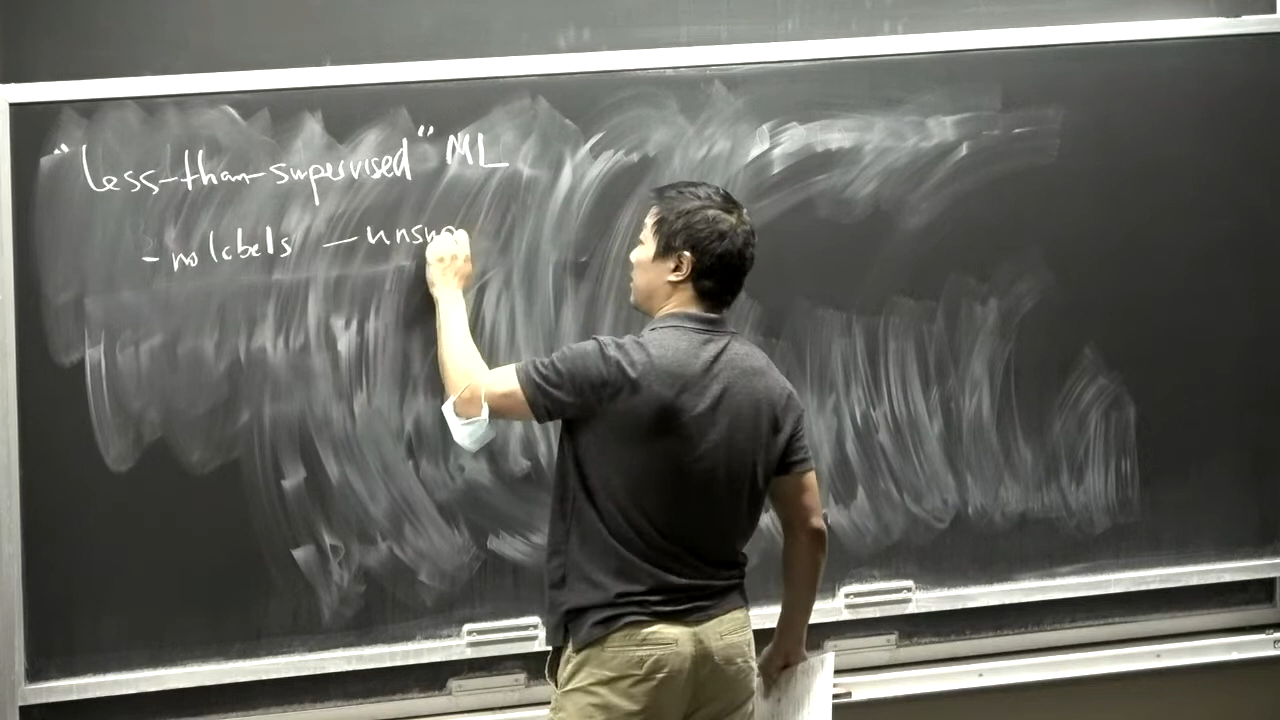 "less-than-supervised" ML
- no labels — unsup